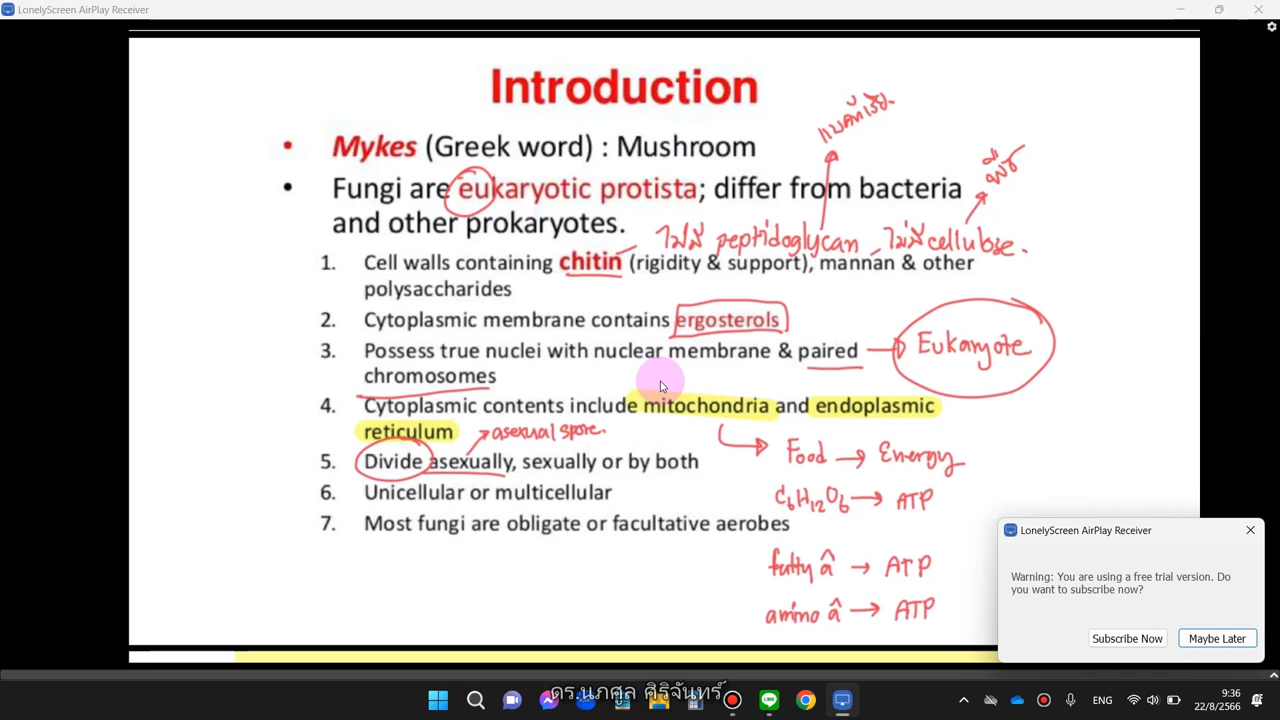 LonelyScreen AirPlay Receiver
Introduction
แบคทีเรีย
• Mykes (Greek word) : Mushroom
พืช
• Fungi are eukaryotic protista; differ from bacteria
and other prokaryotes.
ไม่มี peptidoglycan, ไม่มี cellulose.
1. Cell walls containing chitin (rigidity & support), mannan & other
polysaccharides
2. Cytoplasmic membrane contains ergosterols
3. Possess true nuclei with nuclear membrane & paired → Eukaryote
chromosomes
4. Cytoplasmic contents include mitochondria and endoplasmic
reticulum → asexual spore.
Food → Energy
5. Divide asexually, sexually or by both
6. Unicellular or multicellular
C6H12O6 → ATP
7. Most fungi are obligate or facultative aerobes
fatty a → ATP
amino a → ATP
LonelyScreen AirPlay Receiver
Warning: You are using a free trial version. Do
you want to subscribe now?
Subscribe Now Maybe Later
ดร.นภศูล ศิริจันทร์
ENG
9:36
22/8/2566